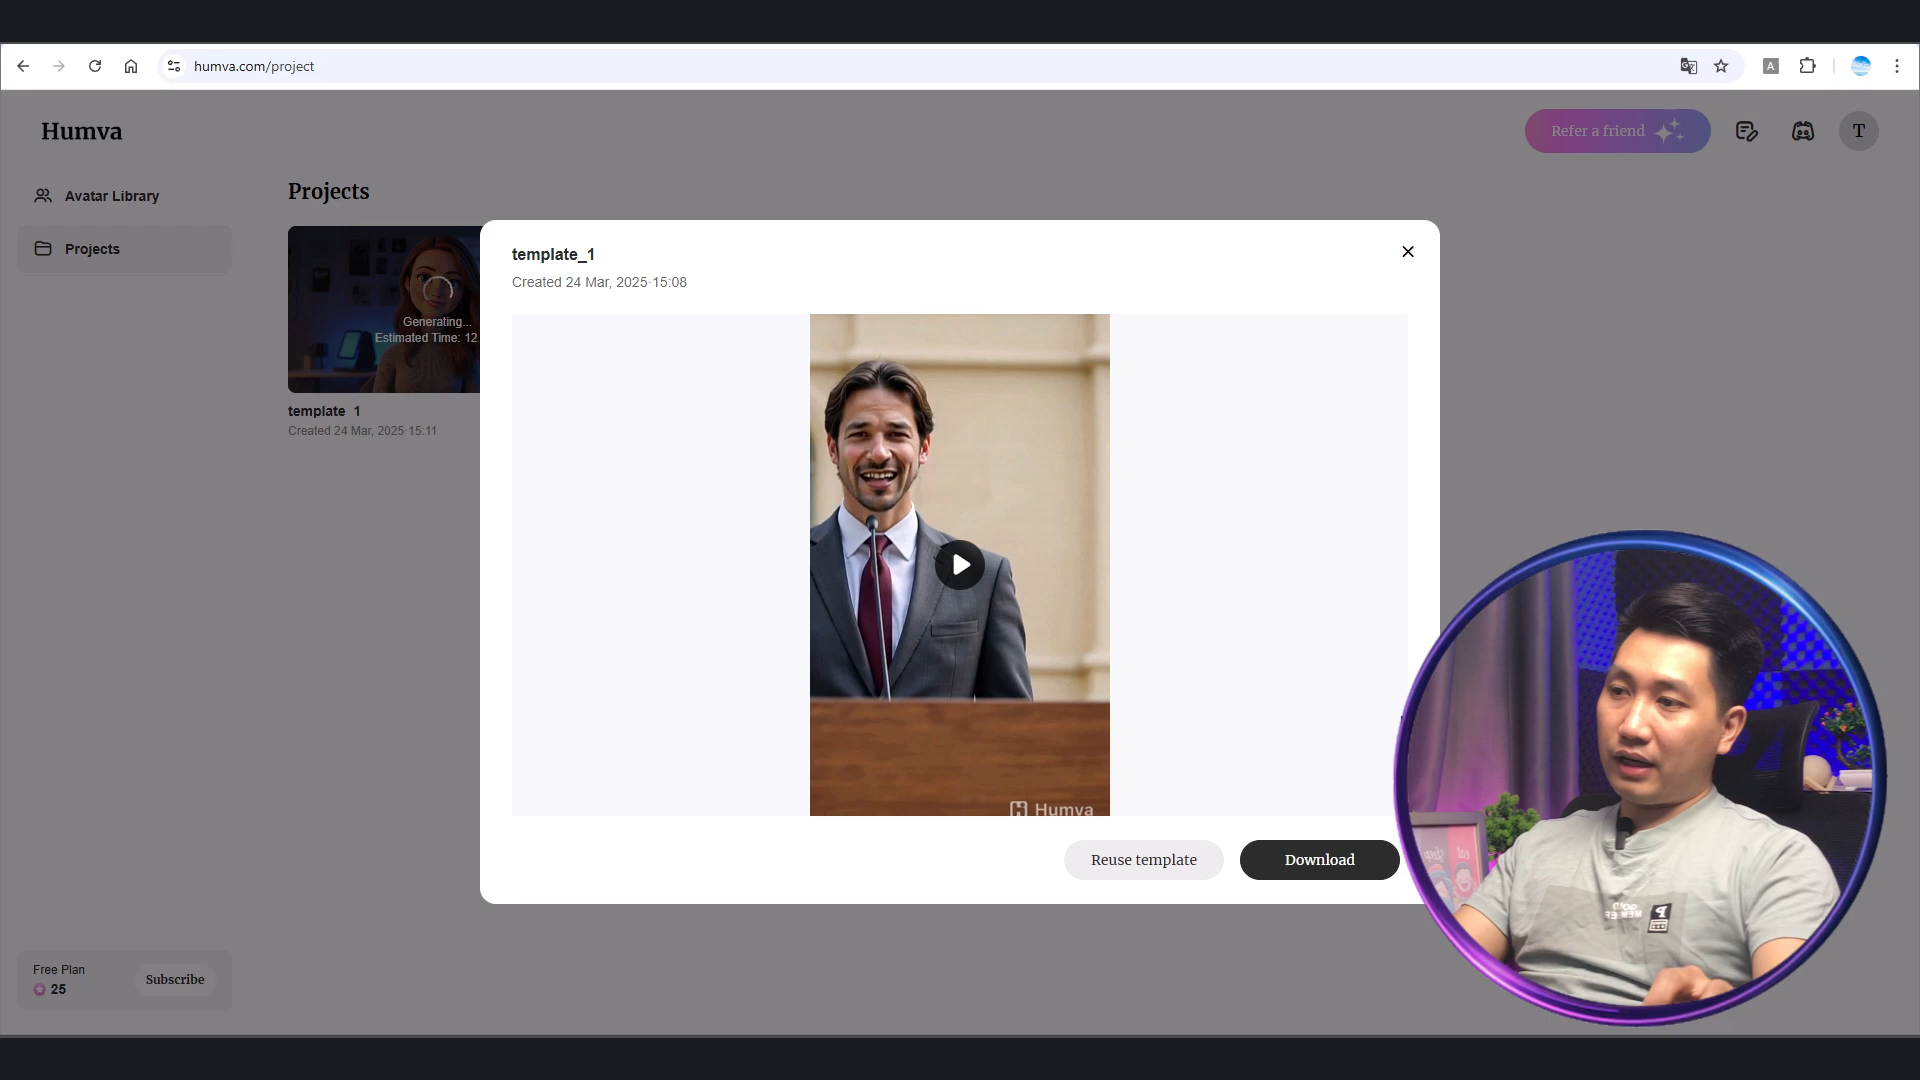 humva.com/project
Humva
Refer a friend
T
Avatar Library
Projects
Projects
Generating...
Estimated Time: 12
template_1
Created 24 Mar, 2025·15:11
template_1
Created 24 Mar, 2025·15:08
Humva
Reuse template
Download
Free Plan
25
Subscribe